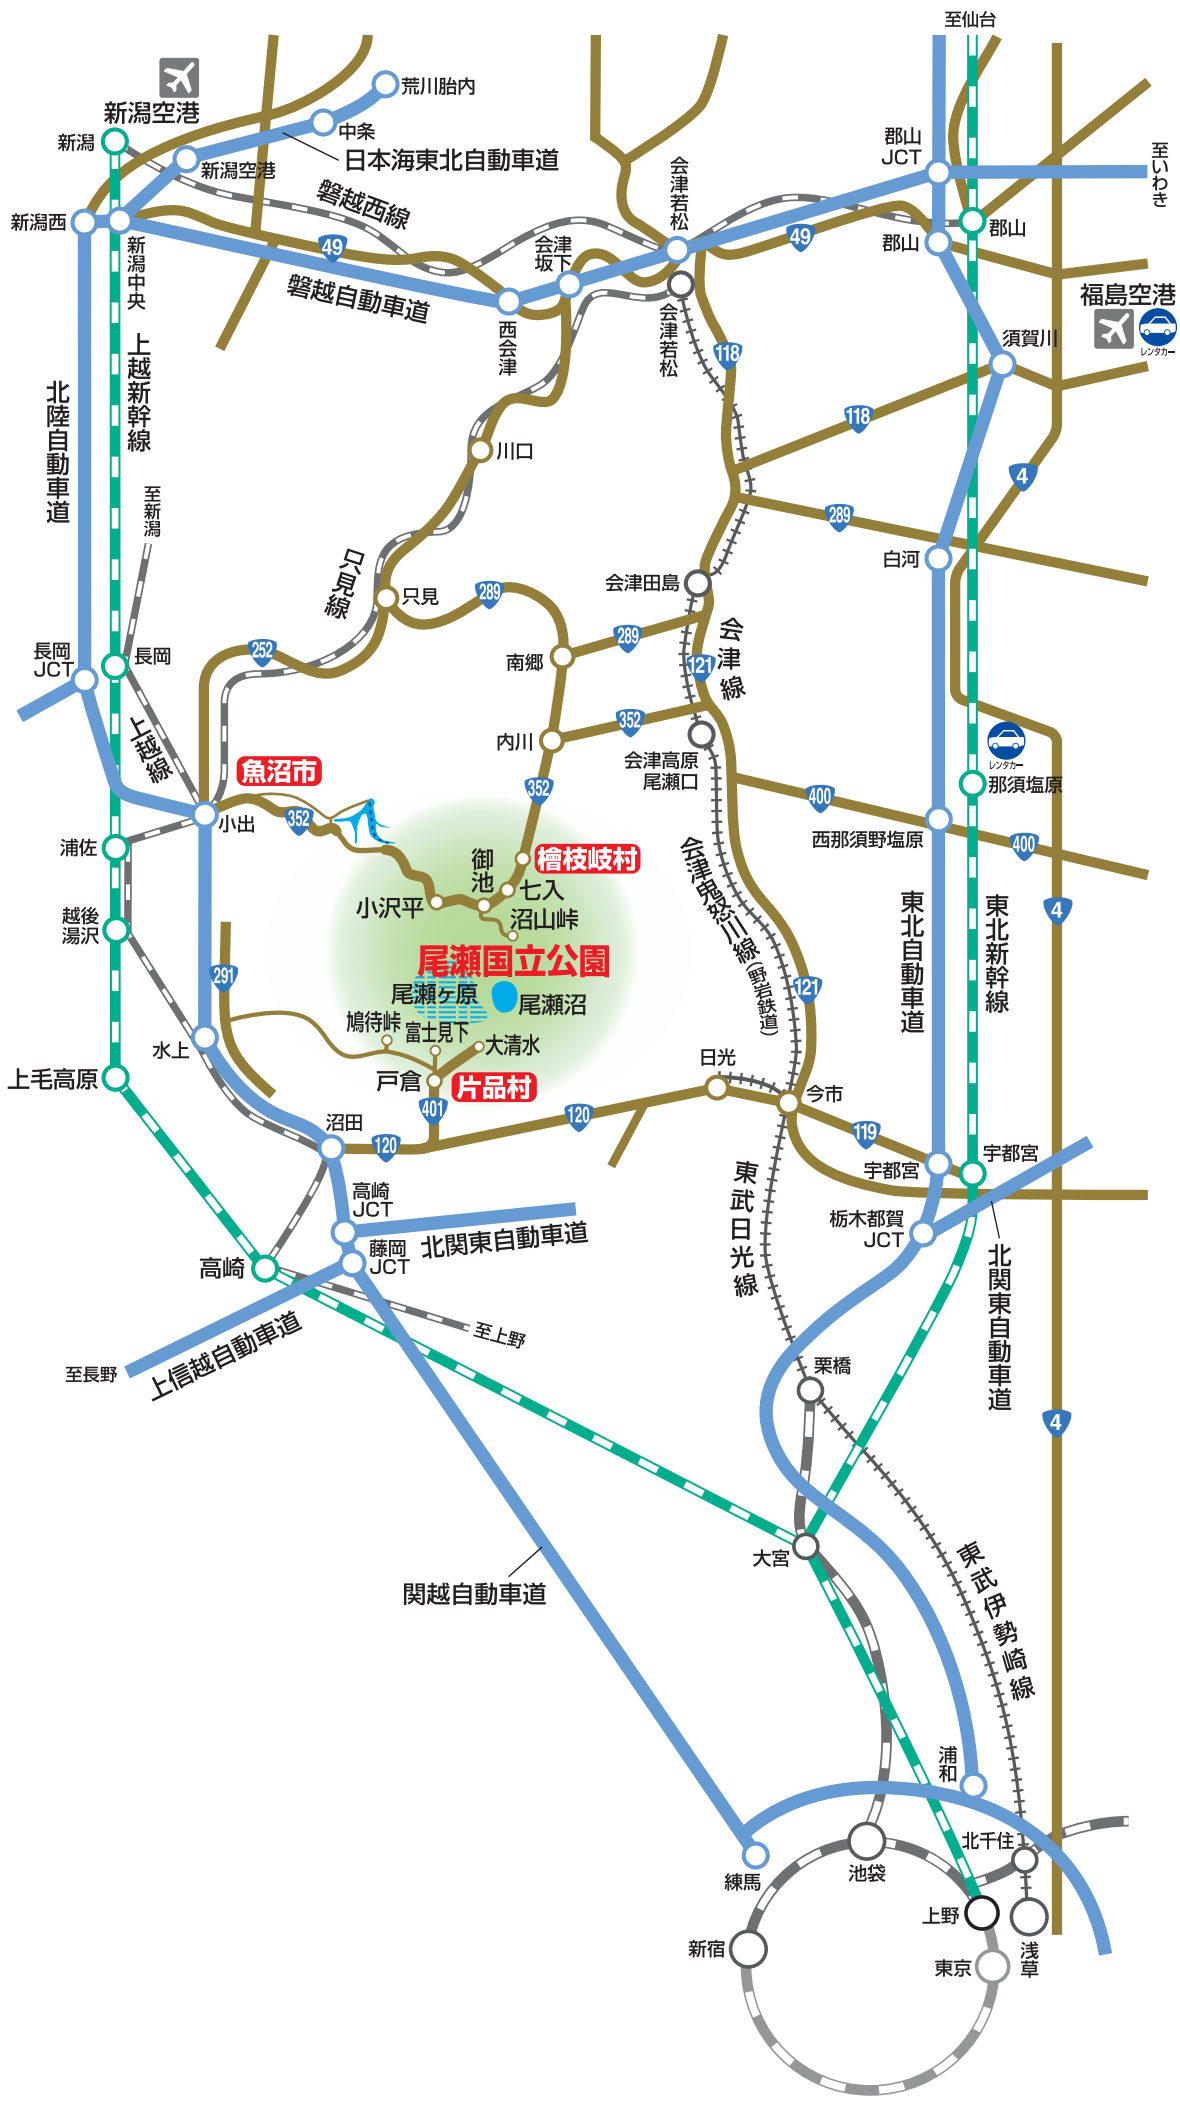 至仙台
荒川胎内
新潟空港
中条
新潟
日本海東北自動車道
郡山
JCT
至いわき
新潟空港
会津若松
磐越西線
新潟西
郡山
49
49
郡山
新潟中央
会津
坂下
磐越自動車道
福島空港
レンタカー
西会津
会津若松
須賀川
118
上越新幹線
北陸自動車道
118
川口
4
至新潟
289
白河
只見線
会津田島
只見
289
252
289
会津線
長岡
JCT
長岡
南郷
121
上越線
352
内川
会津高原
尾瀬口
レンタカー
魚沼市
那須塩原
352
400
352
小出
西那須野塩原
400
浦佐
御池
檜枝岐村
会津鬼怒川線(野岩鉄道)
七入
小沢平
沼山峠
越後
湯沢
東北自動車道
東北新幹線
4
尾瀬国立公園
291
尾瀬ヶ原
尾瀬沼
121
鳩待峠
富士見下
大清水
水上
日光
上毛高原
戸倉
片品村
今市
401
120
沼田
120
119
宇都宮
宇都宮
東武日光線
高崎
JCT
栃木都賀
JCT
北関東自動車道
藤岡
JCT
高崎
北関東自動車道
至上野
上信越自動車道
至長野
栗橋
4
大宮
東武伊勢崎線
関越自動車道
浦和
北千住
練馬
池袋
上野
新宿
浅草
東京